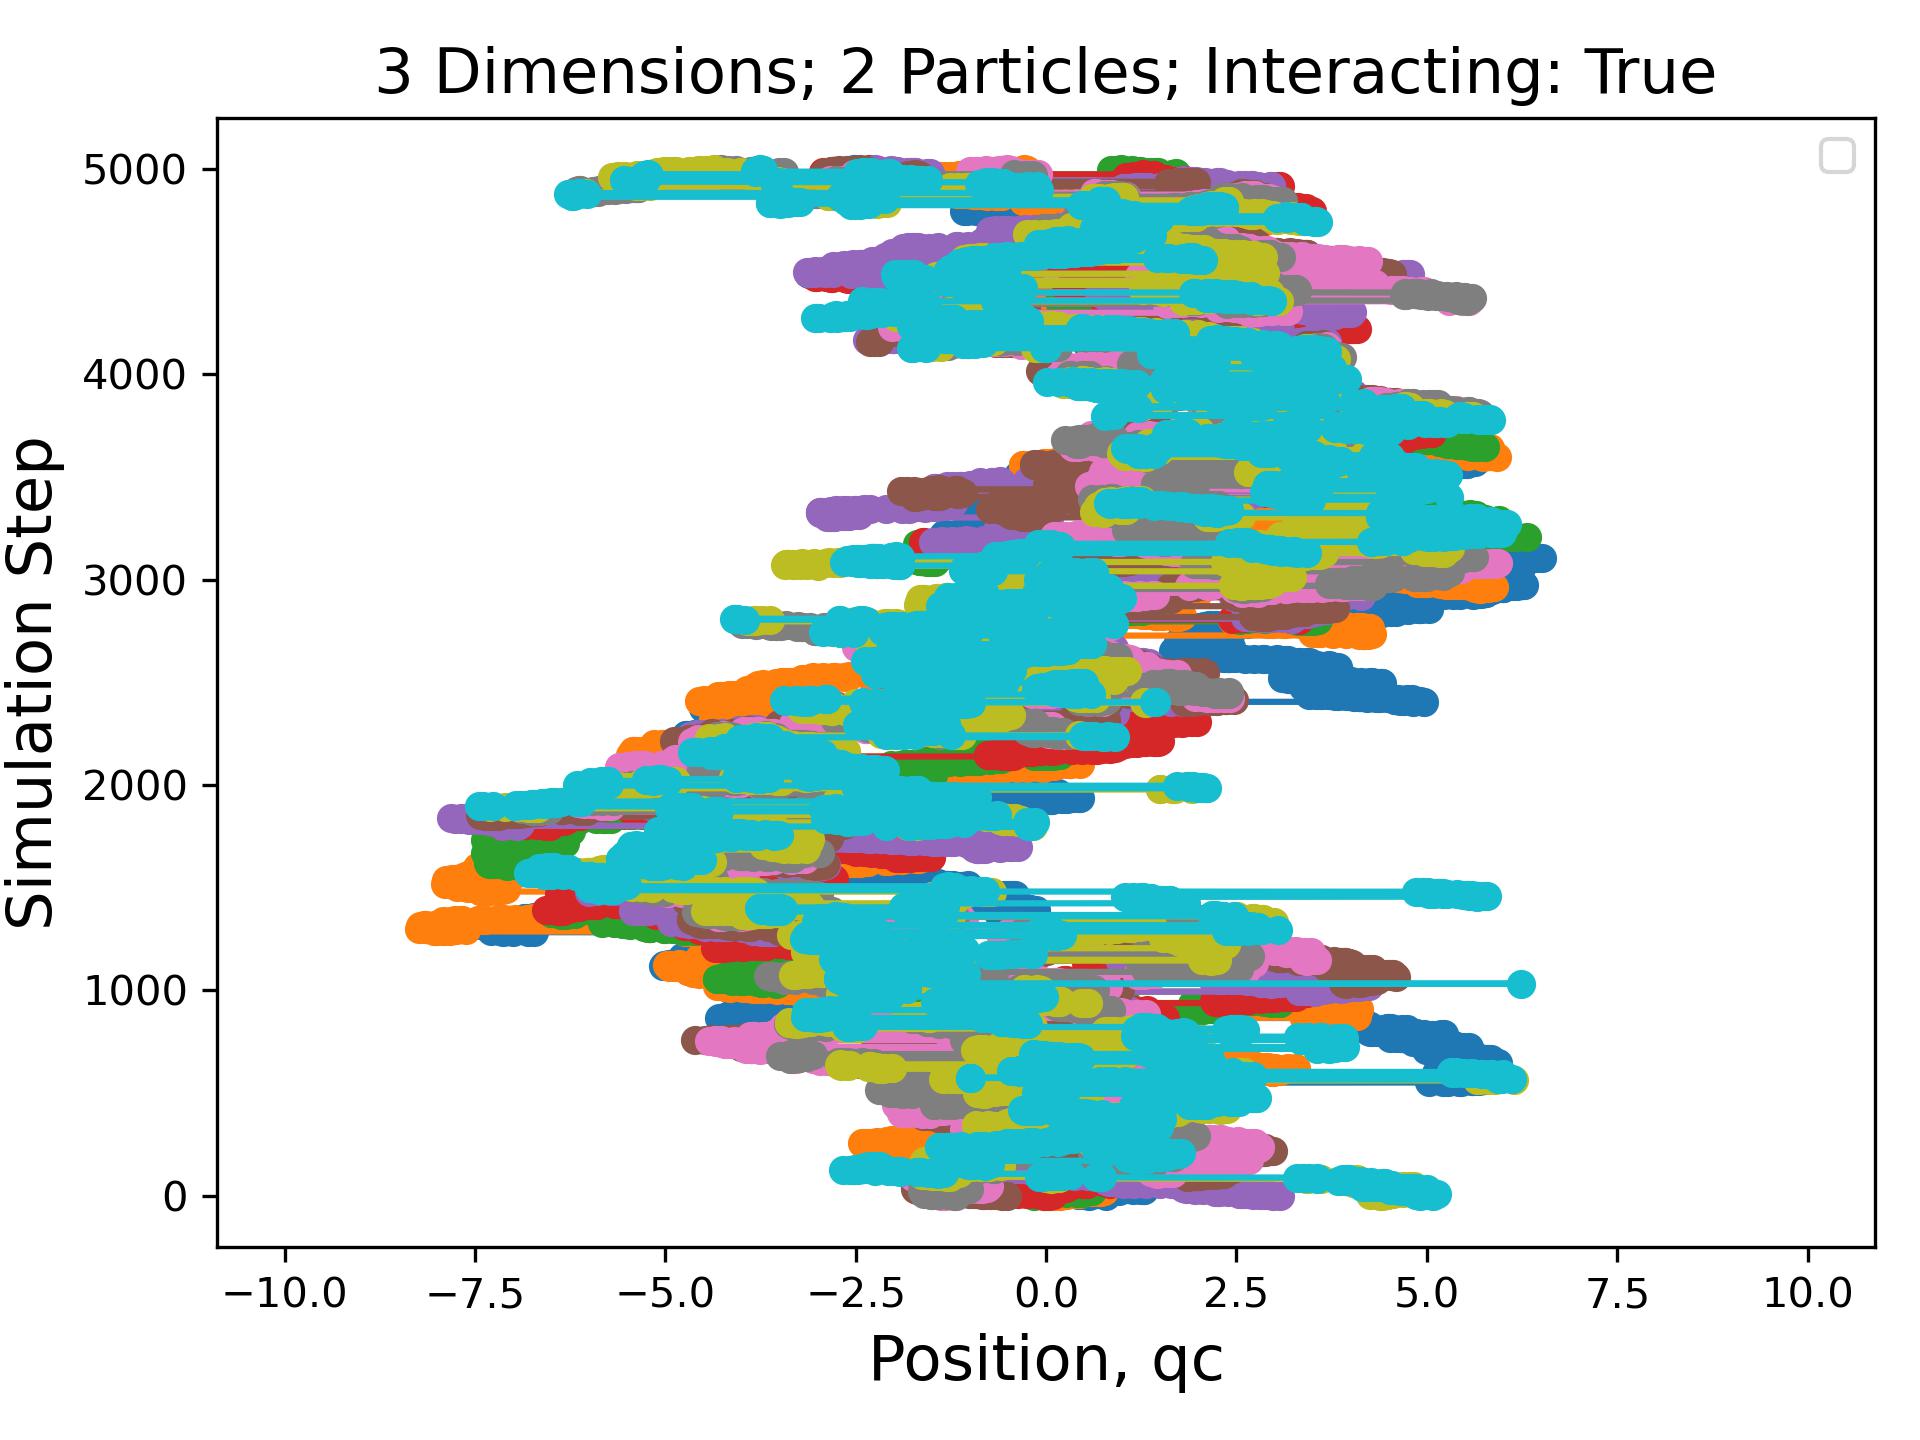 3 Dimensions; 2 Particles; Interacting: True
5000
4000
3000
2000
1000
0
Simulation Step
−10.0 −7.5 −5.0 −2.5 0.0 2.5 5.0 7.5 10.0
Position, qc